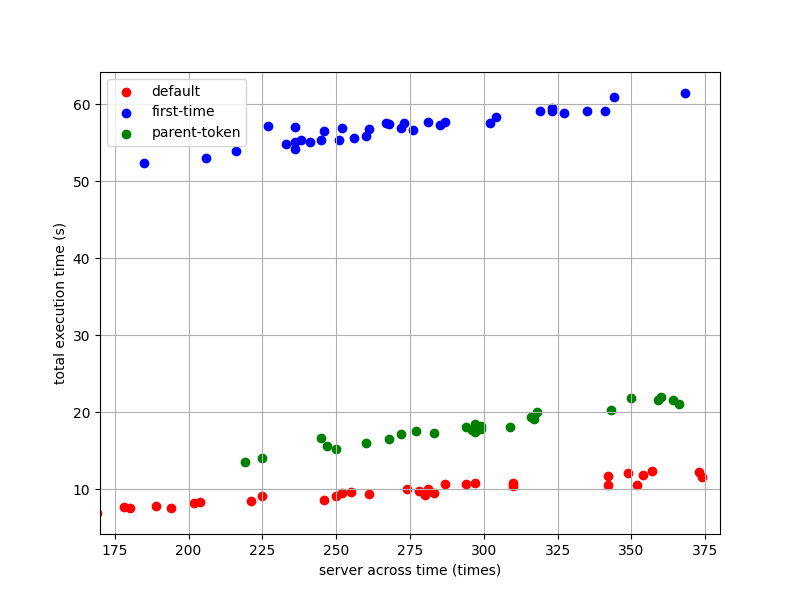 default
first-time
parent-token
60
50
40
30
20
10
total execution time (s)
175 200 225 250 275 300 325 350 375
server across time (times)